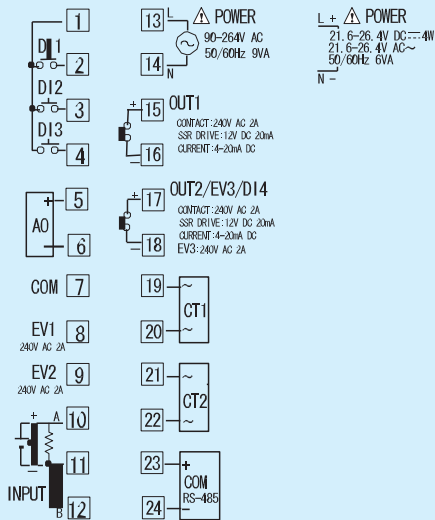 1
DI1
2
DI2
3
DI3
4
5
+
AO
6
COM 7
EV1 8
240V AC 2A
EV2 9
240V AC 2A
10
+ A
11
INPUT
B 12
13 L ! POWER
90-264V AC
50/60Hz 9VA
14 N
15 + OUT1
CONTACT:240V AC 2A
SSR DRIVE:12V DC 20mA
CURRENT:4-20mA DC
16 −
17 + OUT2/EV3/DI4
CONTACT:240V AC 2A
SSR DRIVE:12V DC 20mA
CURRENT:4-20mA DC
18 − EV3:240V AC 2A
19 ~
CT1
20 ~
21 ~
CT2
22 ~
23 +
COM
RS-485
24 −
L + ! POWER
21.6-26.4V DC 4W
21.6-26.4V AC~
50/60Hz 6VA
N −